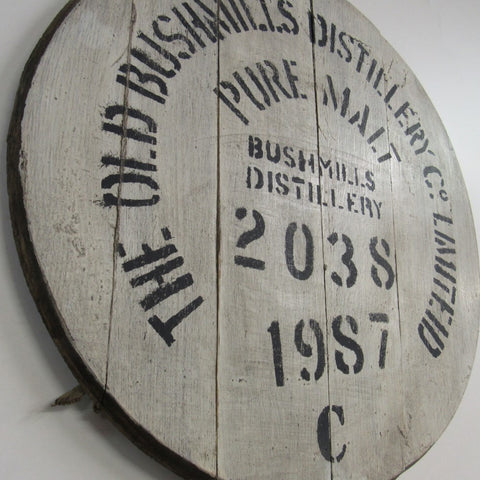 THE OLD BUSHMILLS DISTILLERY Co LIMITED
PURE MALT
BUSHMILLS
DISTILLERY
2038
1987
C